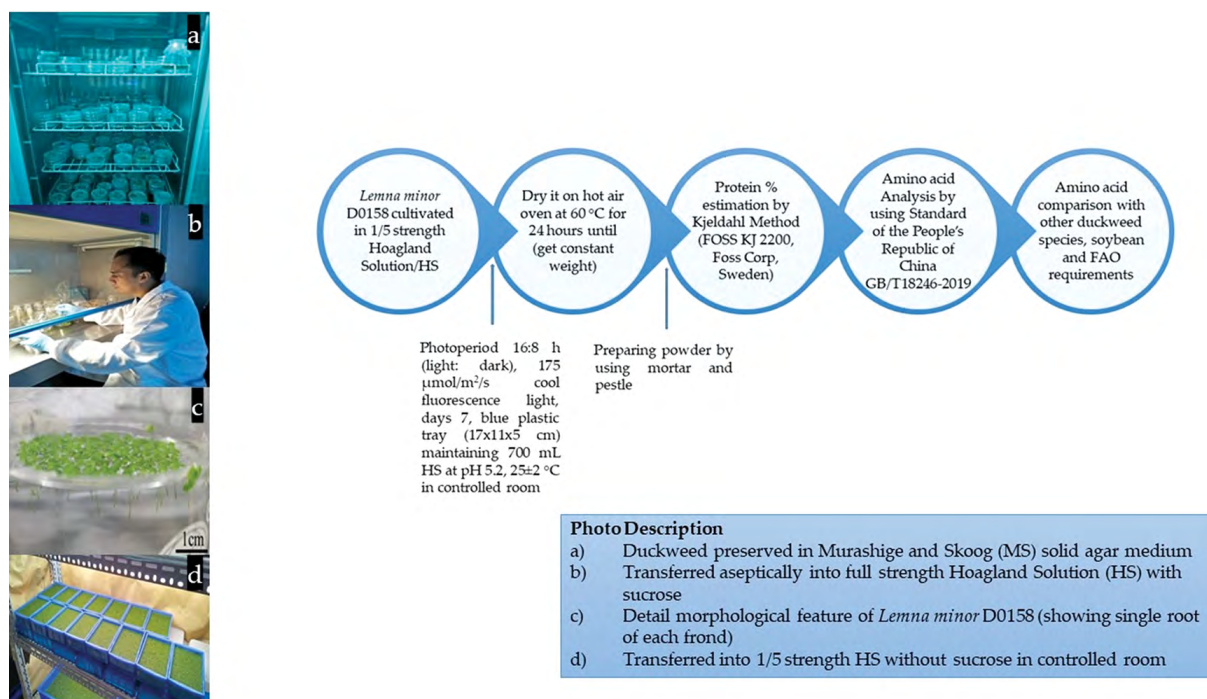 a
b
c
1cm
d
Lemna minor
D0158 cultivated
in 1/5 strength
Hoagland
Solution/HS
Dry it on hot air
oven at 60 °C for
24 hours until
(get constant
weight)
Protein %
estimation by
Kjeldahl Method
(FOSS KJ 2200,
Foss Corp,
Sweden)
Amino acid
Analysis by
using Standard
of the People's
Republic of
China
GB/T18246-2019
Amino acid
comparison with
other duckweed
species, soybean
and FAO
requirements
Photoperiod 16:8 h
(light: dark), 175
µmol/m²/s cool
fluorescence light,
days 7, blue plastic
tray (17x11x5 cm)
maintaining 700 mL
HS at pH 5.2, 25±2 °C
in controlled room
Preparing powder by
using mortar and
pestle
Photo Description
a) Duckweed preserved in Murashige and Skoog (MS) solid agar medium
b) Transferred aseptically into full strength Hoagland Solution (HS) with
sucrose
c) Detail morphological feature of Lemna minor D0158 (showing single root
of each frond)
d) Transferred into 1/5 strength HS without sucrose in controlled room